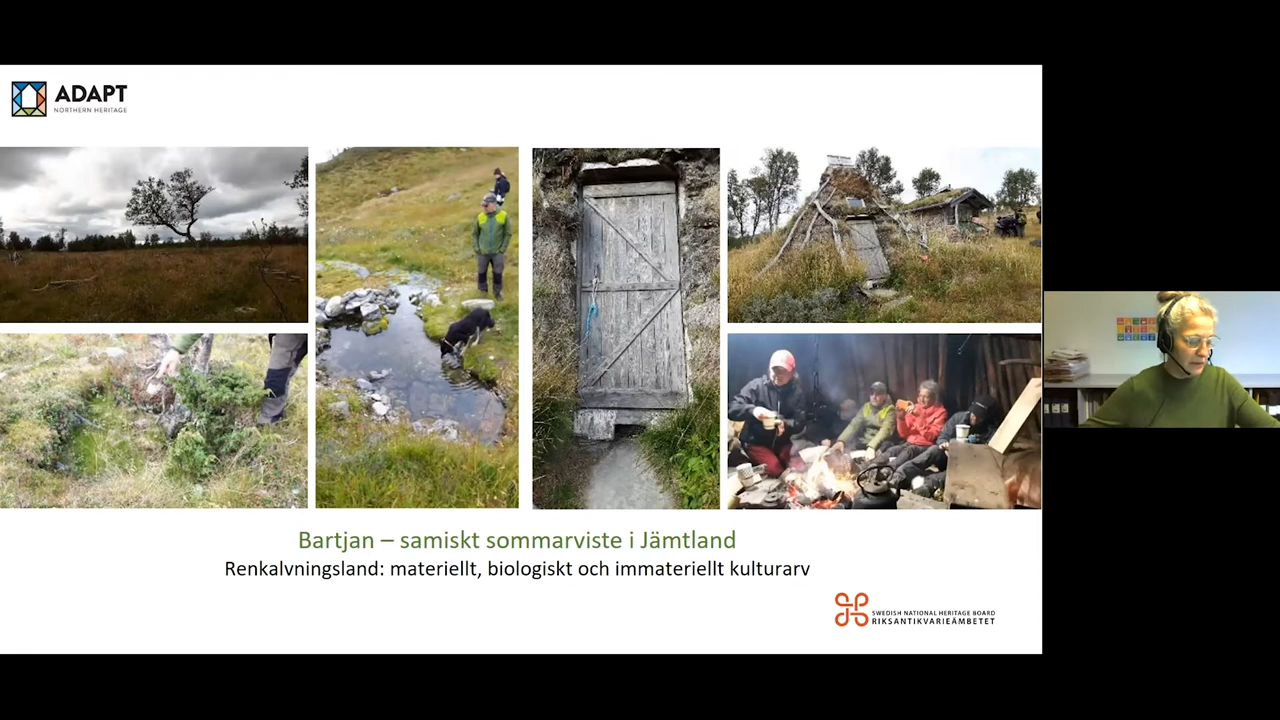 ADAPT
NORTHERN HERITAGE
Bartjan – samiskt sommarviste i Jämtland
Renkalvningsland: materiellt, biologiskt och immateriellt kulturarv
SWEDISH NATIONAL HERITAGE BOARD
RIKSANTIKVARIEÄMBETET